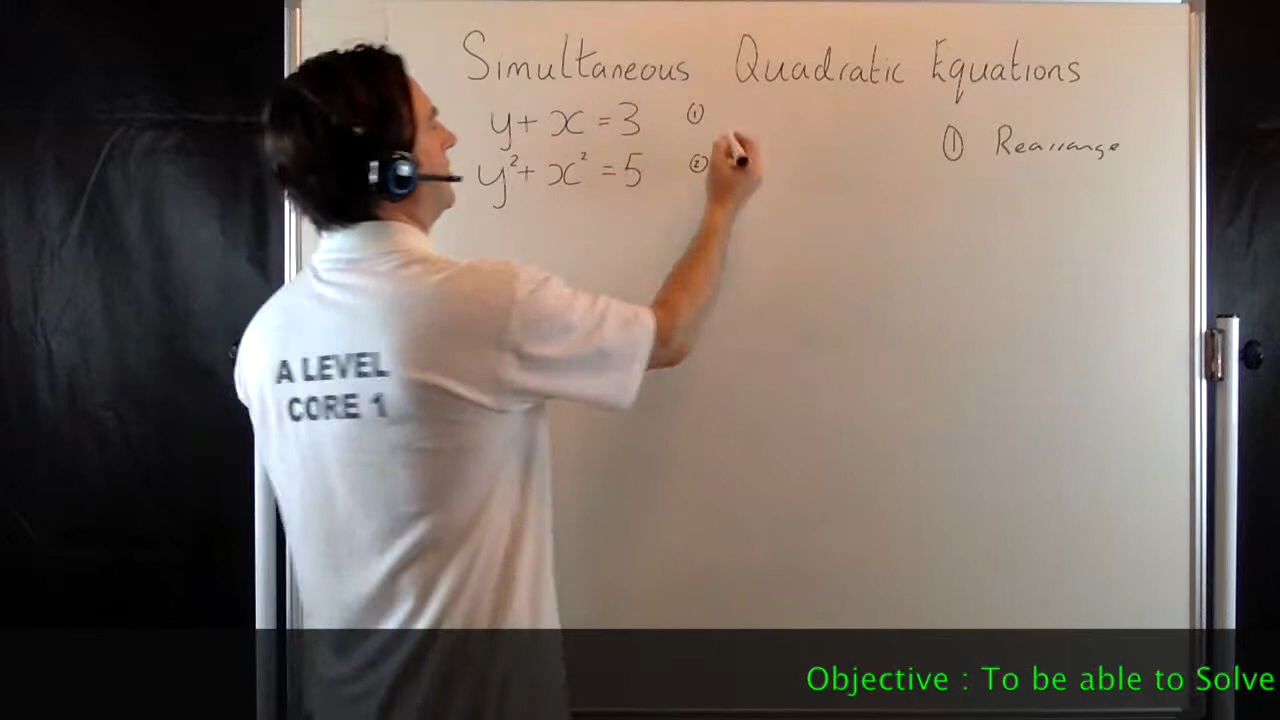 Simultaneous Quadratic Equations
y + x = 3 ①
y² + x² = 5 ②
① Rearrange
A LEVEL
CORE 1
Objective : To be able to Solve